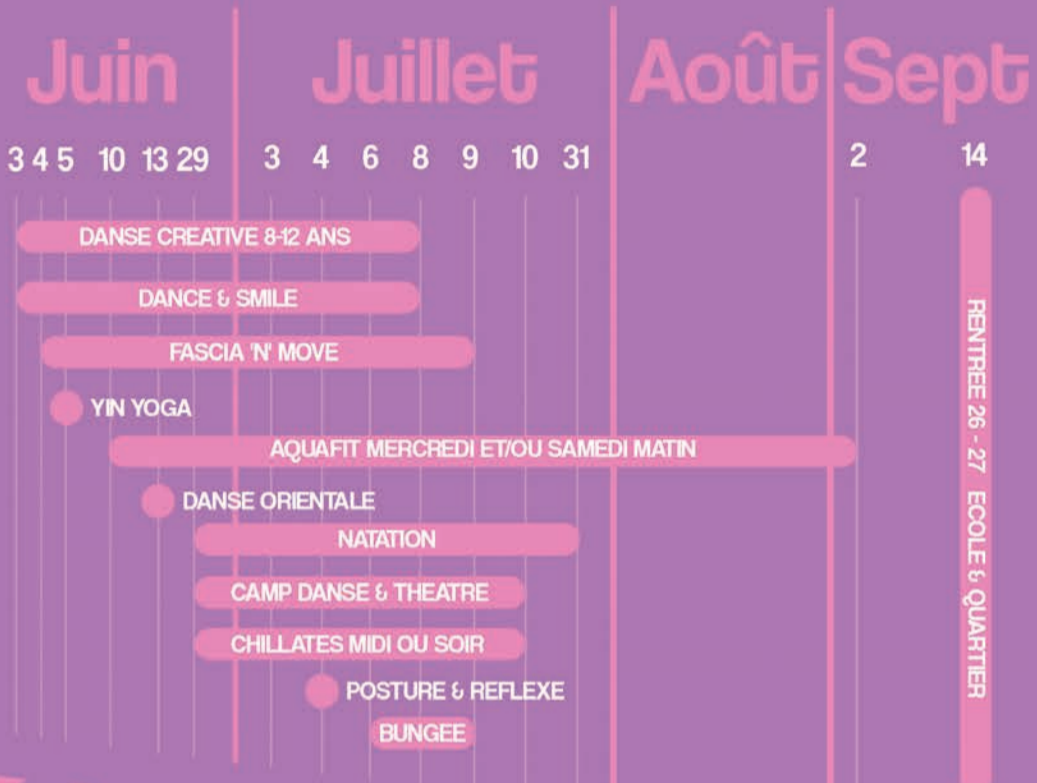 Juin Juillet Août Sept
3 4 5 10 13 29 3 4 6 8 9 10 31 2 14
DANSE CREATIVE 8-12 ANS
DANCE & SMILE
FASCIA 'N' MOVE
YIN YOGA
AQUAFIT MERCREDI ET/OU SAMEDI MATIN
DANSE ORIENTALE
NATATION
CAMP DANSE & THEATRE
CHILLATES MIDI OU SOIR
POSTURE & REFLEXE
BUNGEE
RENTREE 26 - 27 ECOLE & QUARTIER